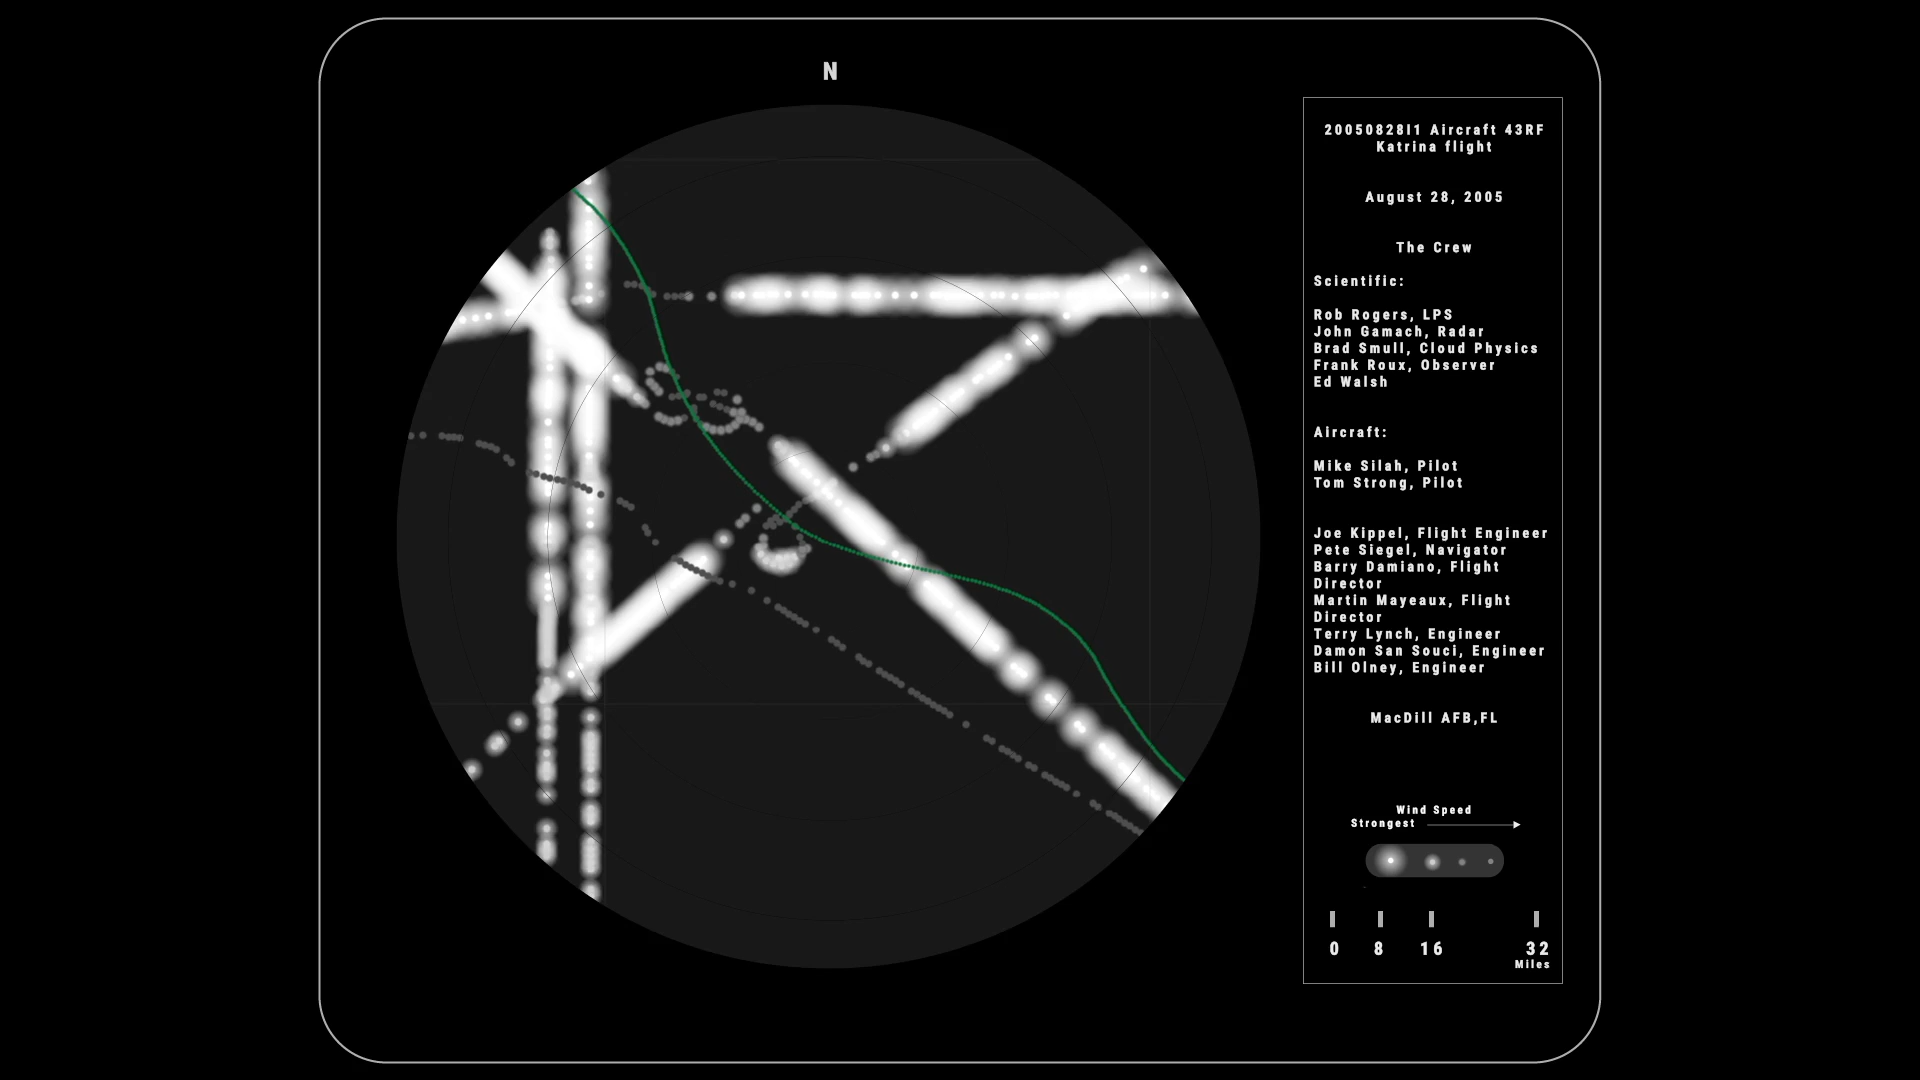 N
20050828I1 Aircraft 43RF
Katrina flight
August 28, 2005
The Crew
Scientific:
Rob Rogers, LPS
John Gamach, Radar
Brad Smull, Cloud Physics
Frank Roux, Observer
Ed Walsh
Aircraft:
Mike Silah, Pilot
Tom Strong, Pilot
Joe Kippel, Flight Engineer
Pete Siegel, Navigator
Barry Damiano, Flight
Director
Martin Mayeaux, Flight
Director
Terry Lynch, Engineer
Damon San Souci, Engineer
Bill Olney, Engineer
MacDill AFB,FL
Wind Speed
Strongest
0 8 16 32
Miles